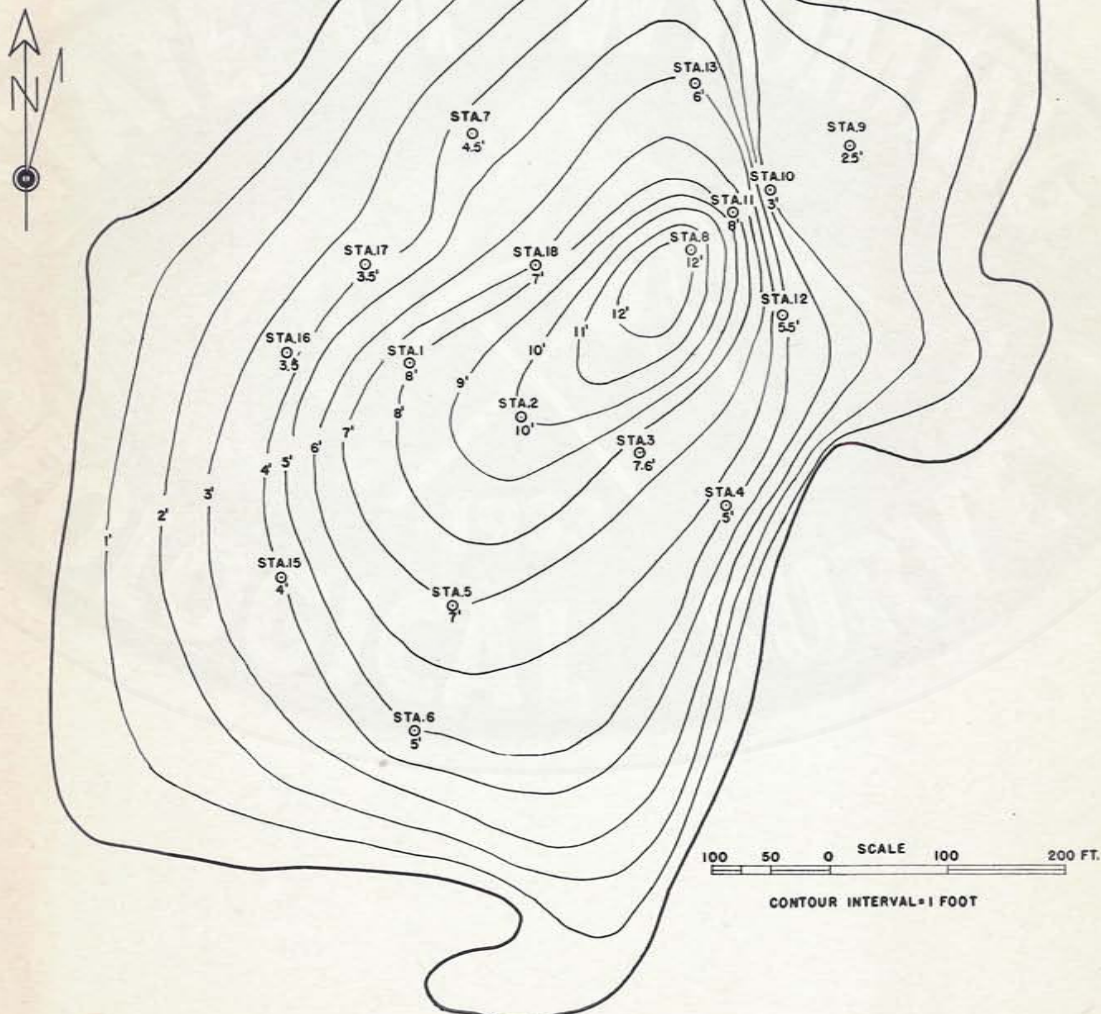 N
STA.13
6'
STA.7
4.5'
STA.9
2.5'
STA.10
3'
STA.11
8'
STA.8
12'
STA.18
7'
STA.17
3.5'
STA.12
5.5'
12'
11'
STA.16
3.5
STA.1
8'
10'
9'
STA.2
10'
8'
7'
6'
5'
4'
3'
2'
1'
STA.3
7.6'
STA.4
5'
STA.15
4'
STA.5
7'
STA.6
5'
SCALE
100 50 0 100 200 FT.
CONTOUR INTERVAL=1 FOOT